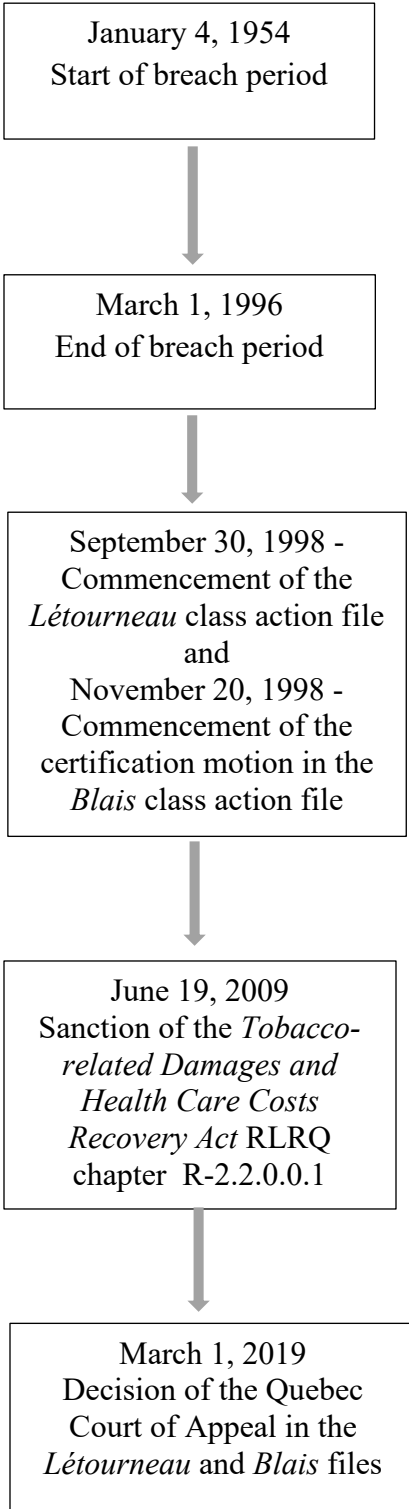 January 4, 1954
Start of breach period
March 1, 1996
End of breach period
September 30, 1998 -
Commencement of the
Létourneau class action file
and
November 20, 1998 -
Commencement of the
certification motion in the
Blais class action file
June 19, 2009
Sanction of the Tobacco-
related Damages and
Health Care Costs
Recovery Act RLRQ
chapter R-2.2.0.0.1
March 1, 2019
Decision of the Quebec
Court of Appeal in the
Létourneau and Blais files